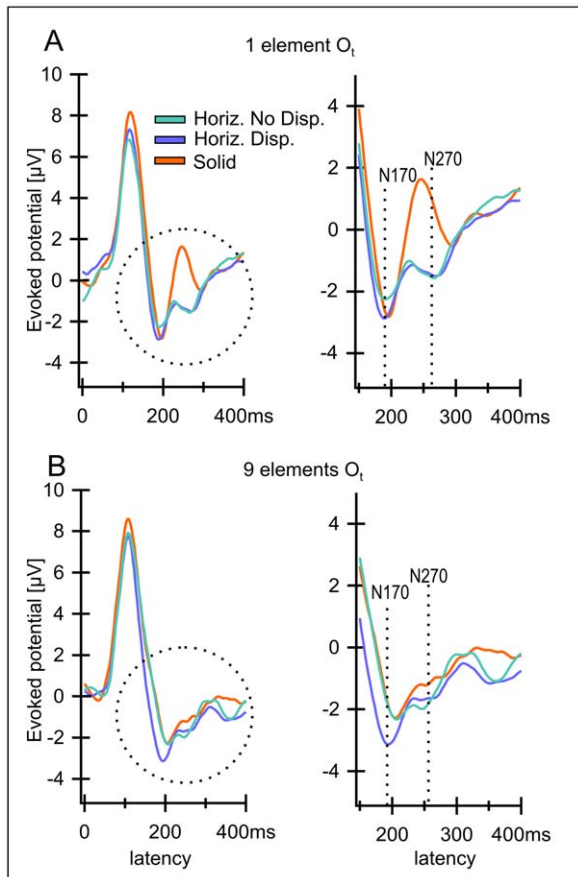 A
1 element Oₜ
Evoked potential [µV]
10
8
6
4
2
0
-2
-4
Horiz. No Disp.
Horiz. Disp.
Solid
0
200
400ms
4
2
0
-2
-4
N170
N270
200
300
400
B
9 elements Oₜ
Evoked potential [µV]
10
8
6
4
2
0
-2
-4
0
200
400ms
latency
4
2
0
-2
-4
N170
N270
200
300
400ms
latency